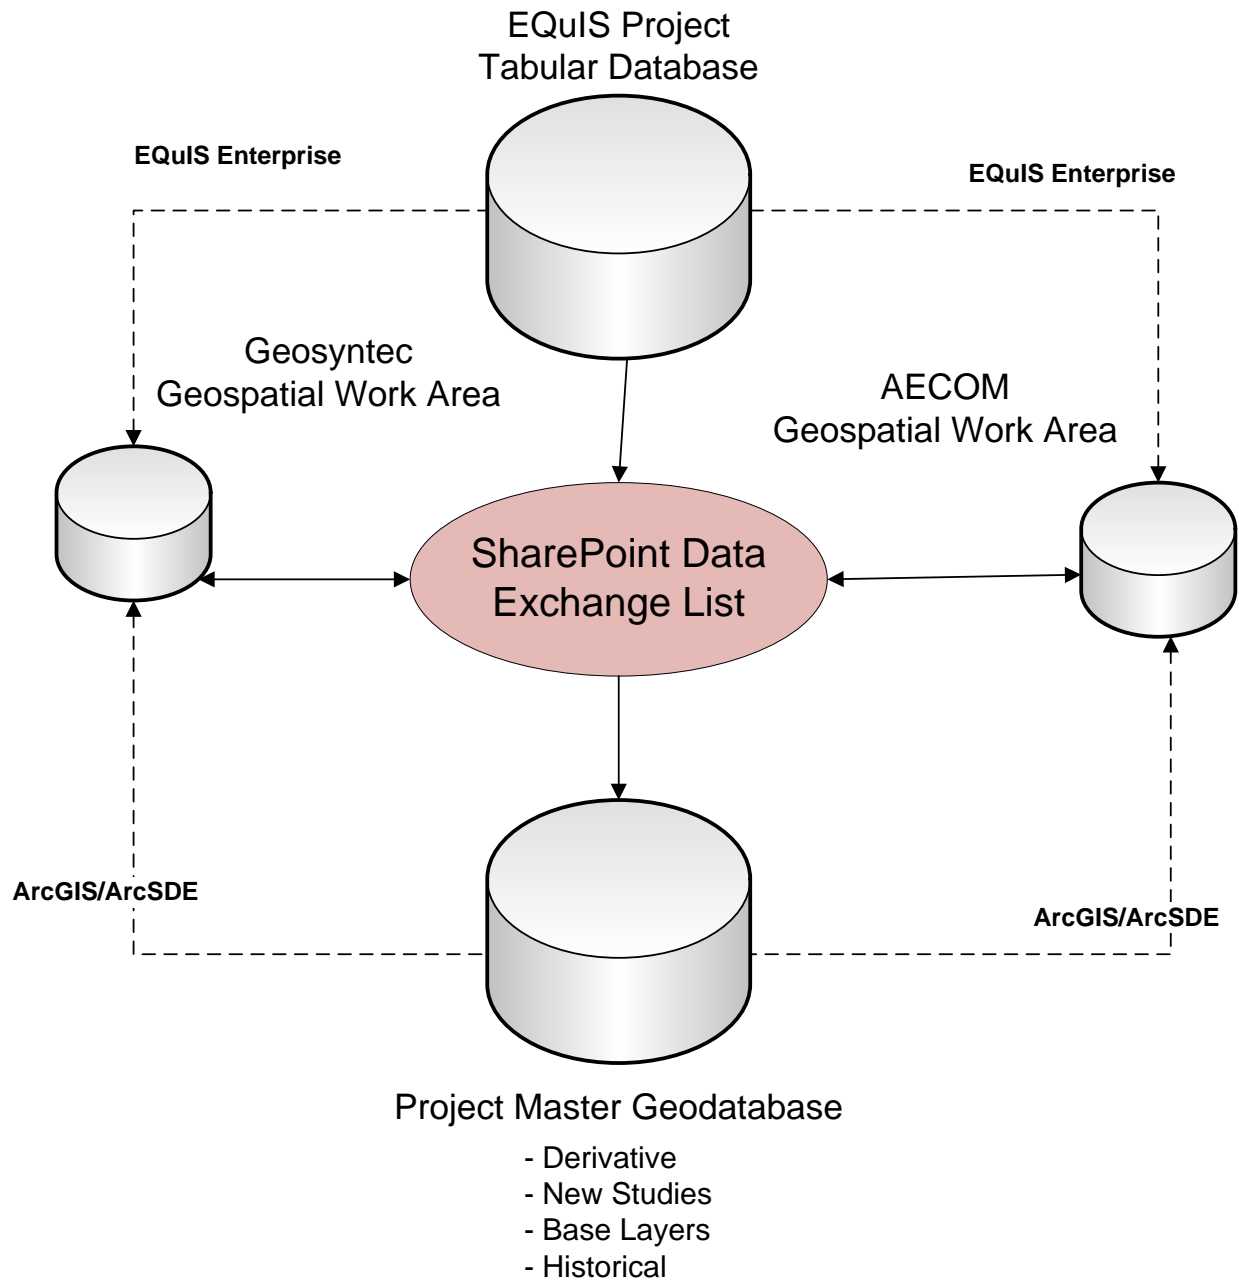 EQuIS Project
Tabular Database
EQuIS Enterprise
EQuIS Enterprise
Geosyntec
Geospatial Work Area
AECOM
Geospatial Work Area
SharePoint Data
Exchange List
ArcGIS/ArcSDE
ArcGIS/ArcSDE
Project Master Geodatabase
- Derivative
- New Studies
- Base Layers
- Historical